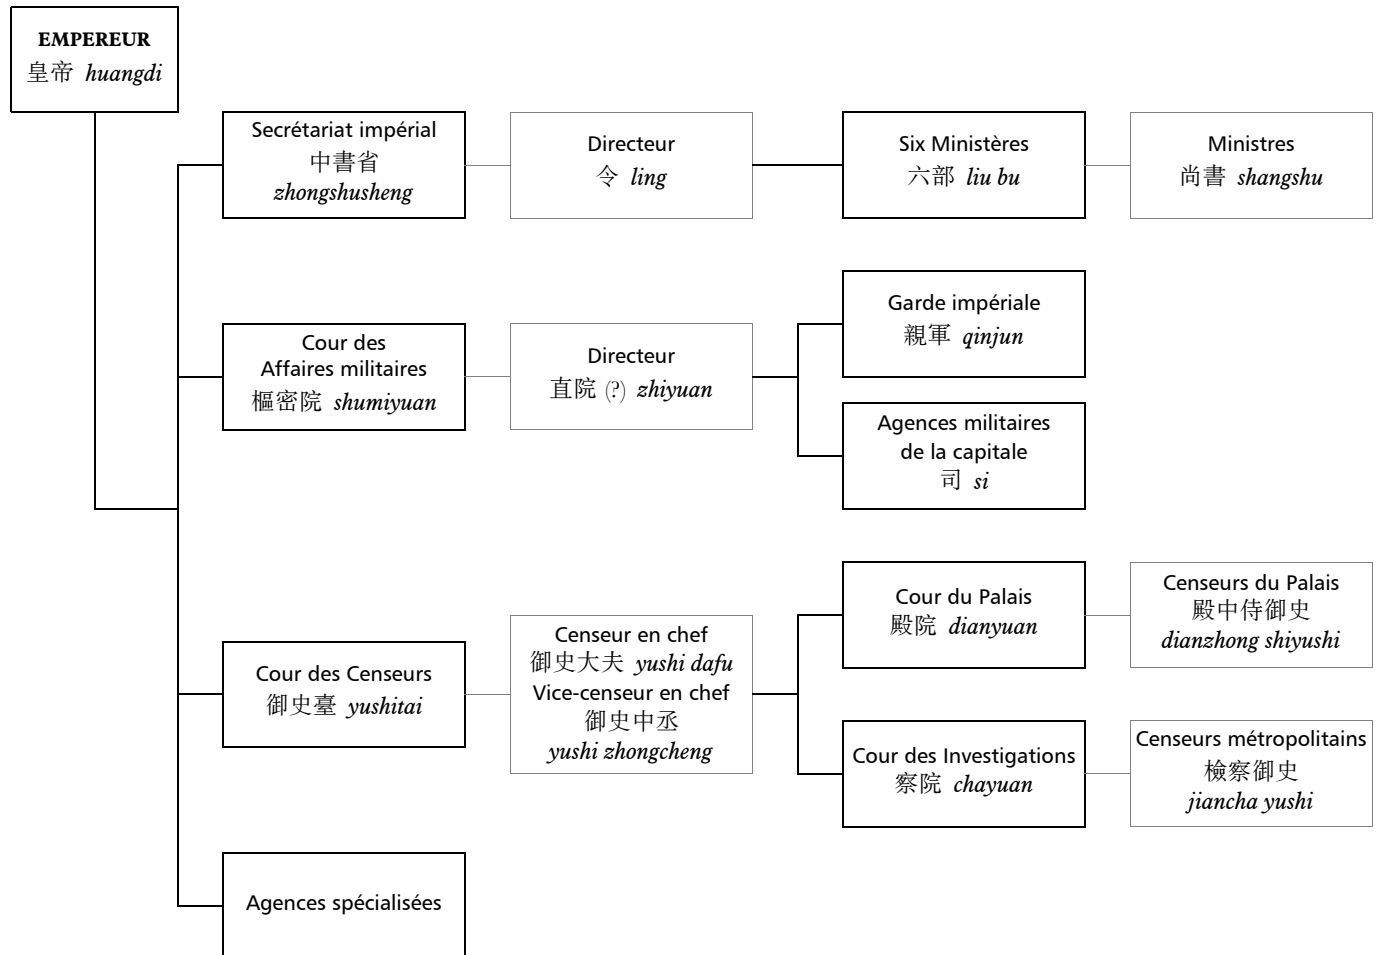 EMPEREUR
皇帝 huangdi
Secrétariat impérial
中書省
zhongshusheng
Directeur
令 ling
Six Ministères
六部 liu bu
Ministres
尚書 shangshu
Cour des
Affaires militaires
樞密院 shumiyuan
Directeur
直院 (?) zhiyuan
Garde impériale
親軍 qinjun
Agences militaires
de la capitale
司 si
Cour des Censeurs
御史臺 yushitai
Censeur en chef
御史大夫 yushi dafu
Vice-censeur en chef
御史中丞
yushi zhongcheng
Cour du Palais
殿院 dianyuan
Censeurs du Palais
殿中侍御史
dianzhong shiyushi
Cour des Investigations
察院 chayuan
Censeurs métropolitains
檢察御史
jiancha yushi
Agences spécialisées